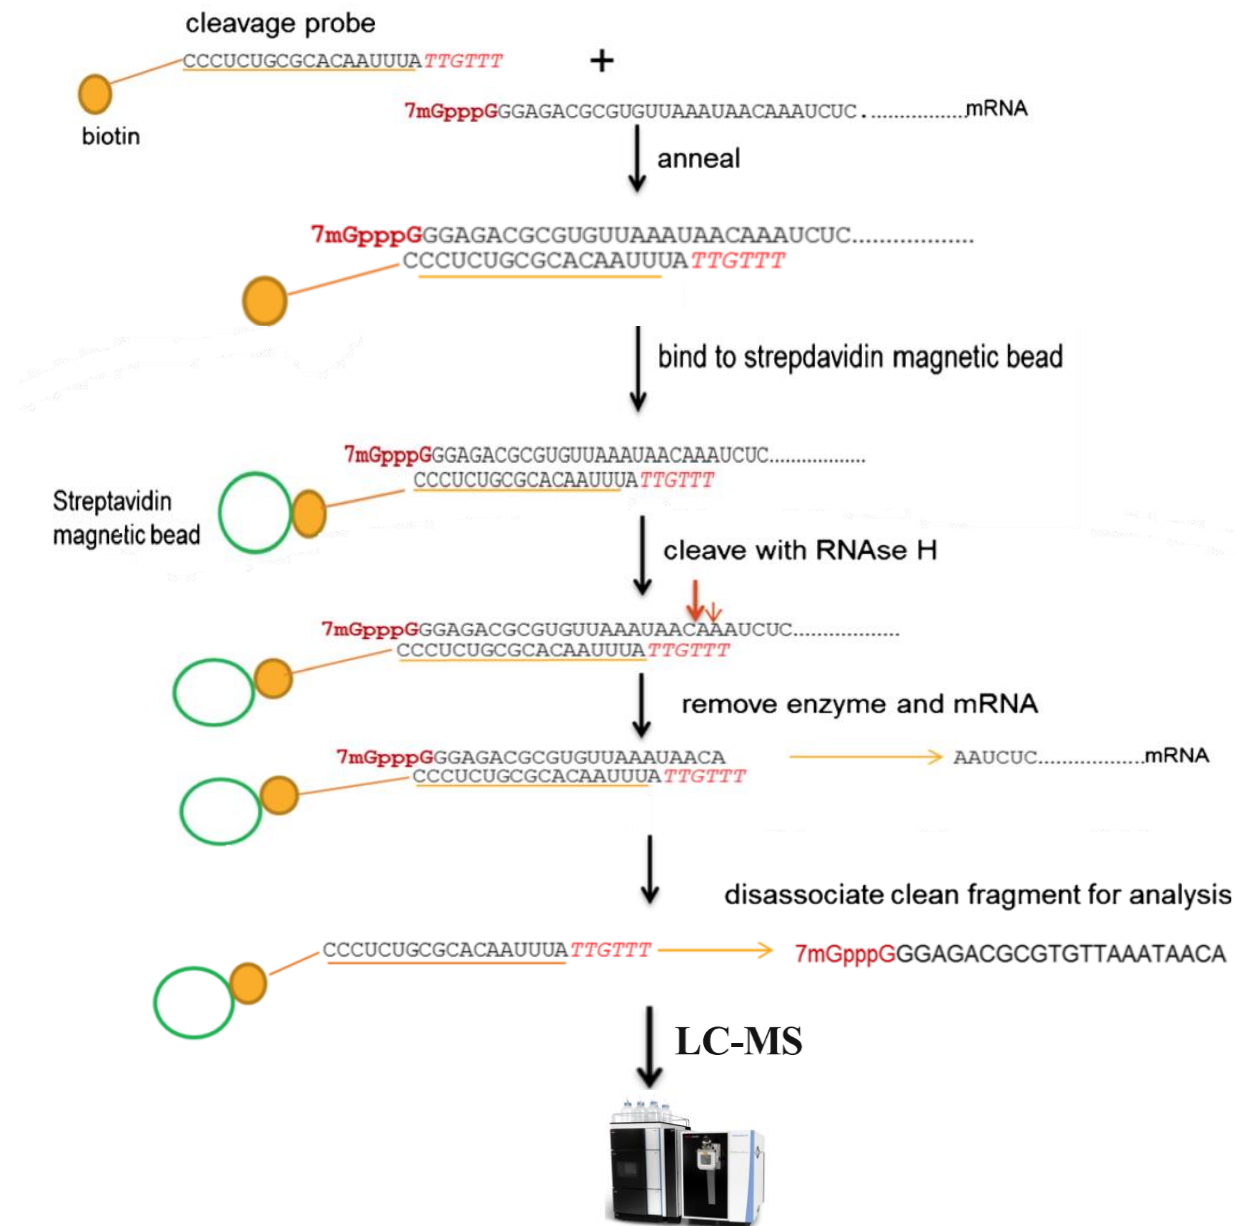 cleavage probe
CCCUCUGCGCACAAUUUATTGTTT
+
biotin
7mGpppGGGAGACGCGUGUUAAAUAACAAAUCUC.................mRNA
anneal
7mGpppGGGAGACGCGUGUUAAAUAACAAAUCUC..................
CCCUCUGCGCACAAUUUATTGTTT
bind to strepdavidin magnetic bead
7mGpppGGGAGACGCGUGUUAAAUAACAAAUCUC..................
CCCUCUGCGCACAAUUUATTGTTT
Streptavidin
magnetic bead
cleave with RNAse H
7mGpppGGGAGACGCGUGUUAAAUAACAAAUCUC..................
CCCUCUGCGCACAAUUUATTGTTT
remove enzyme and mRNA
7mGpppGGGAGACGCGUGUUAAAUAACA
AAUCUC..................mRNA
CCCUCUGCGCACAAUUUATTGTTT
disassociate clean fragment for analysis
CCCUCUGCGCACAAUUUATTGTTT
7mGpppGGGAGACGCGTGTTAAATAACA
LC-MS